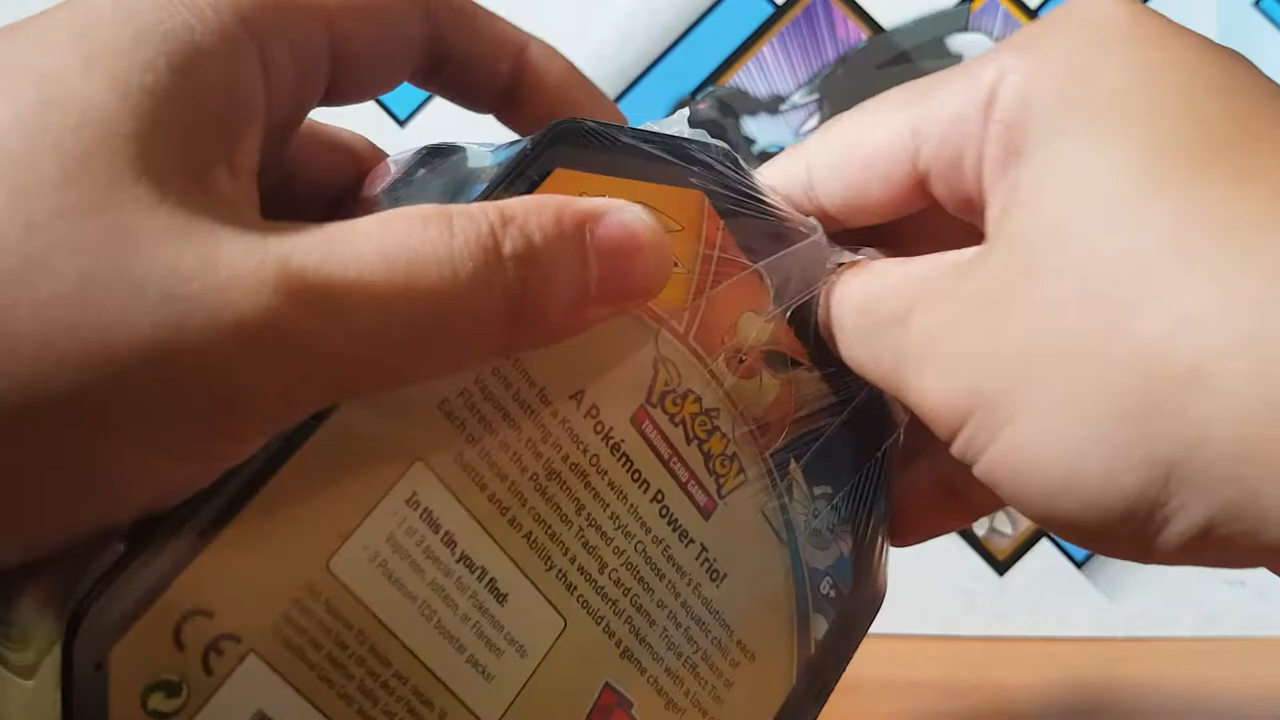 POKéMON
TRADING CARD GAME
A Pokémon Power Trio!
time for a Knock Out with three of Eevee's Evolutions, each
one battling in a different style! Choose the aquatic chill of
Vaporeon, the lightning speed of Jolteon, or the fiery blaze of
Flareon in the Pokémon Trading Card Game: Triple Effect Tin!
Each of these tins contains a wonderful Pokémon with a love of
battle and an Ability that could be a game changer!
In this tin, you'll find:
1 of 3 special foil Pokémon cards:
Vaporeon, Jolteon, or Flareon!
Pokémon TCG booster packs!
6+
CE